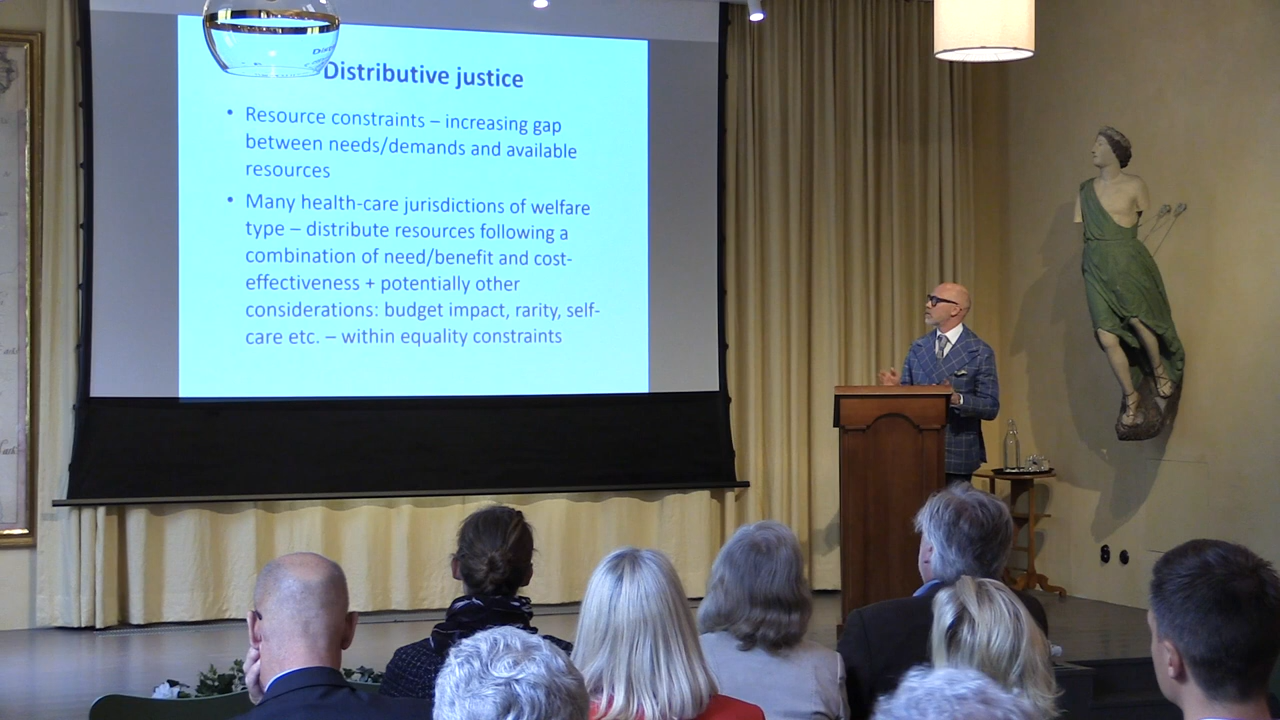 Distributive justice
• Resource constraints – increasing gap
between needs/demands and available
resources
• Many health-care jurisdictions of welfare
type – distribute resources following a
combination of need/benefit and cost-
effectiveness + potentially other
considerations: budget impact, rarity, self-
care etc. – within equality constraints